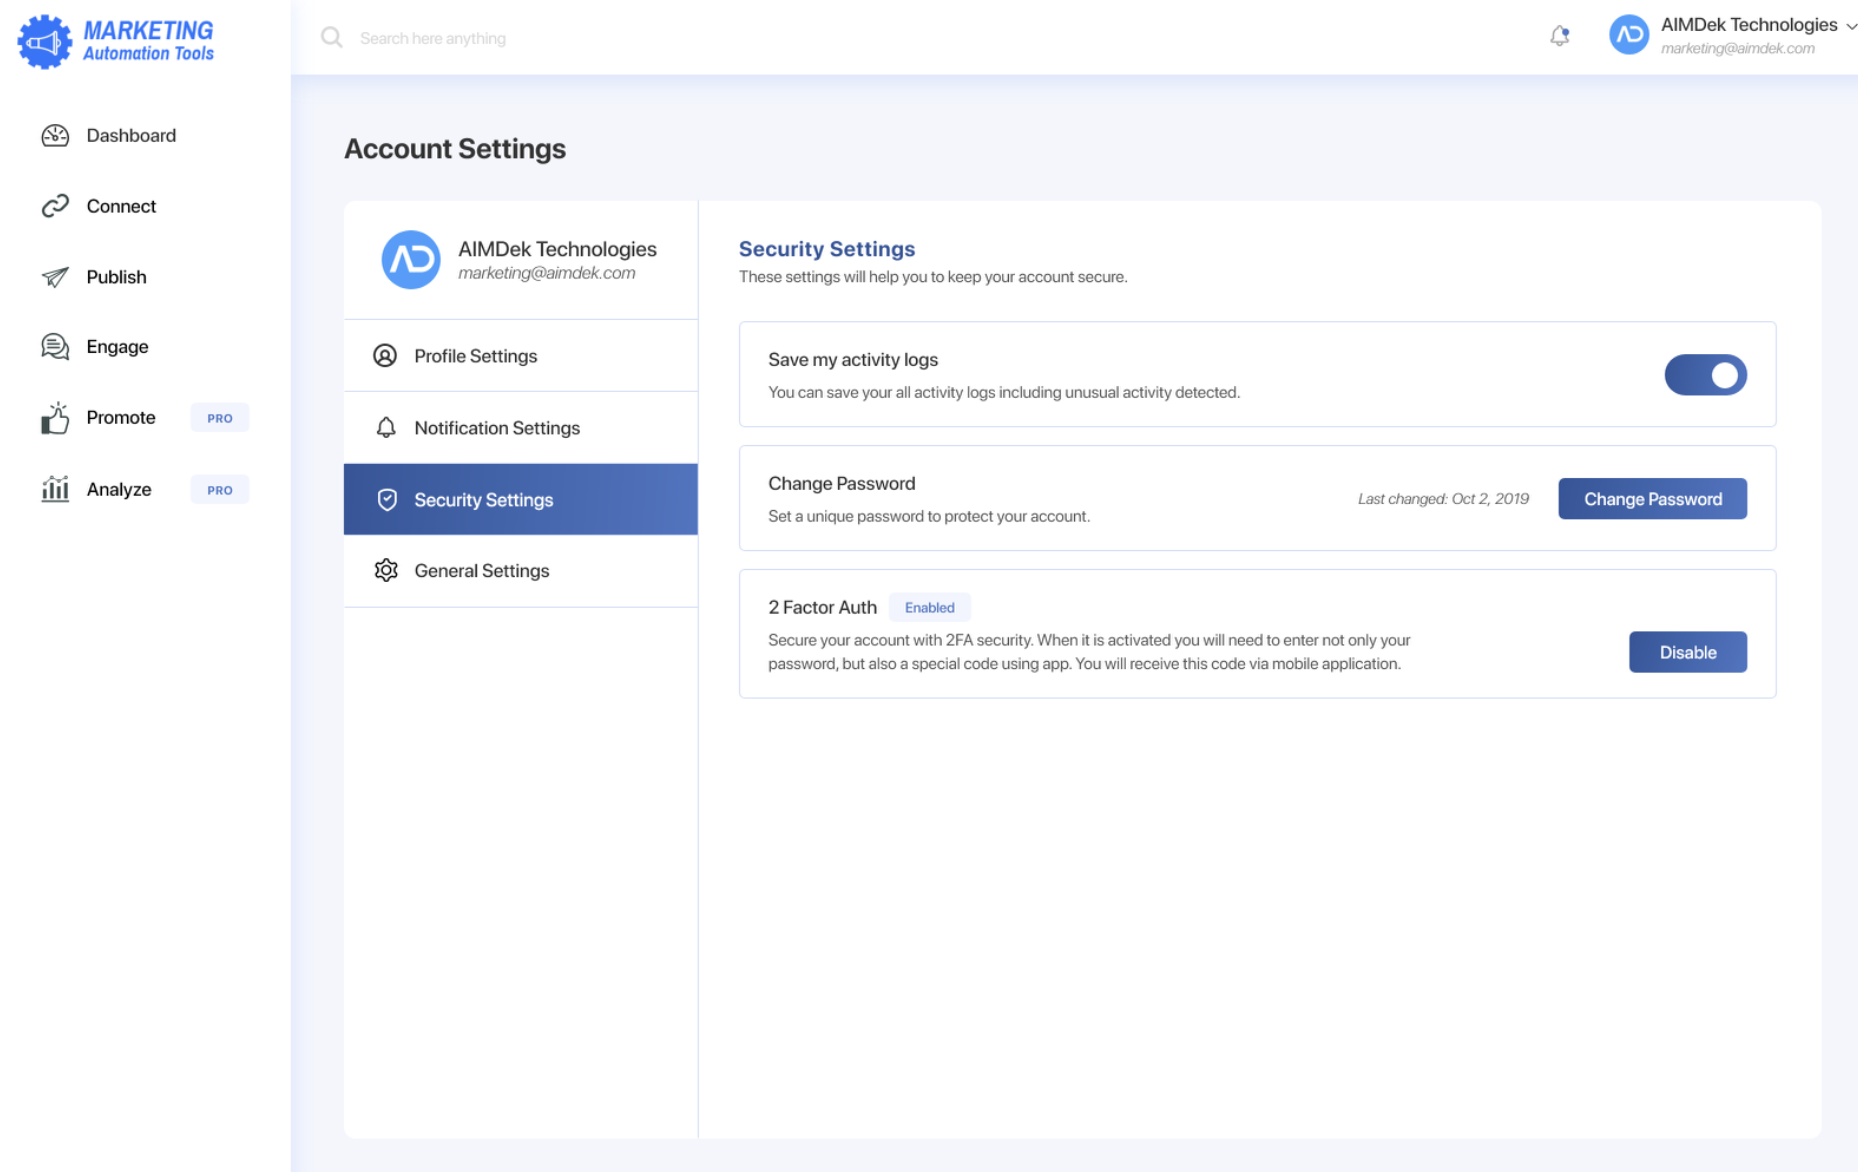 MARKETING
Automation Tools
Search here anything
AIMDek Technologies
marketing@aimdek.com
Dashboard
Connect
Publish
Engage
Promote PRO
Analyze PRO
Account Settings
AIMDek Technologies
marketing@aimdek.com
Profile Settings
Notification Settings
Security Settings
General Settings
Security Settings
These settings will help you to keep your account secure.
Save my activity logs
You can save your all activity logs including unusual activity detected.
Change Password
Set a unique password to protect your account.
Last changed: Oct 2, 2019
Change Password
2 Factor Auth Enabled
Secure your account with 2FA security. When it is activated you will need to enter not only your
password, but also a special code using app. You will receive this code via mobile application.
Disable